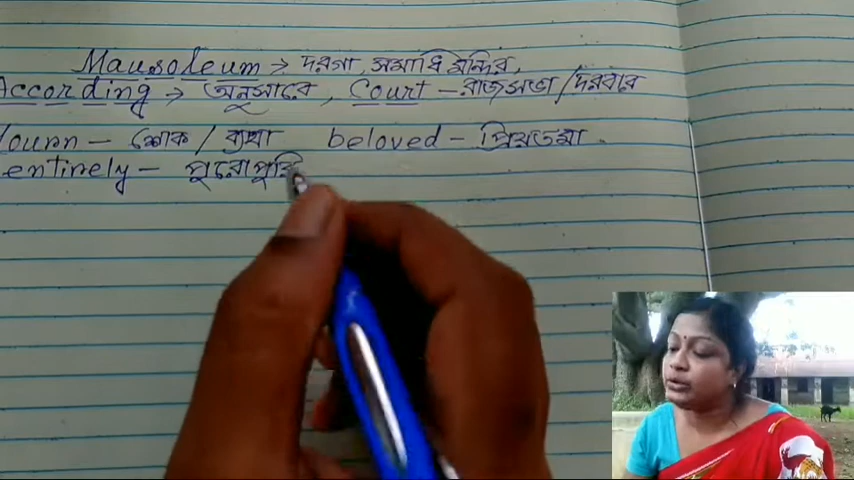 Mausoleum → দরগা, সমাধি মন্দির,
According → অনুসারে, Court – রাজসভা / দরবারে
Mourn – শোক / ব্যথা beloved – প্রিয়তমা.
entirely – পুরোপুরি